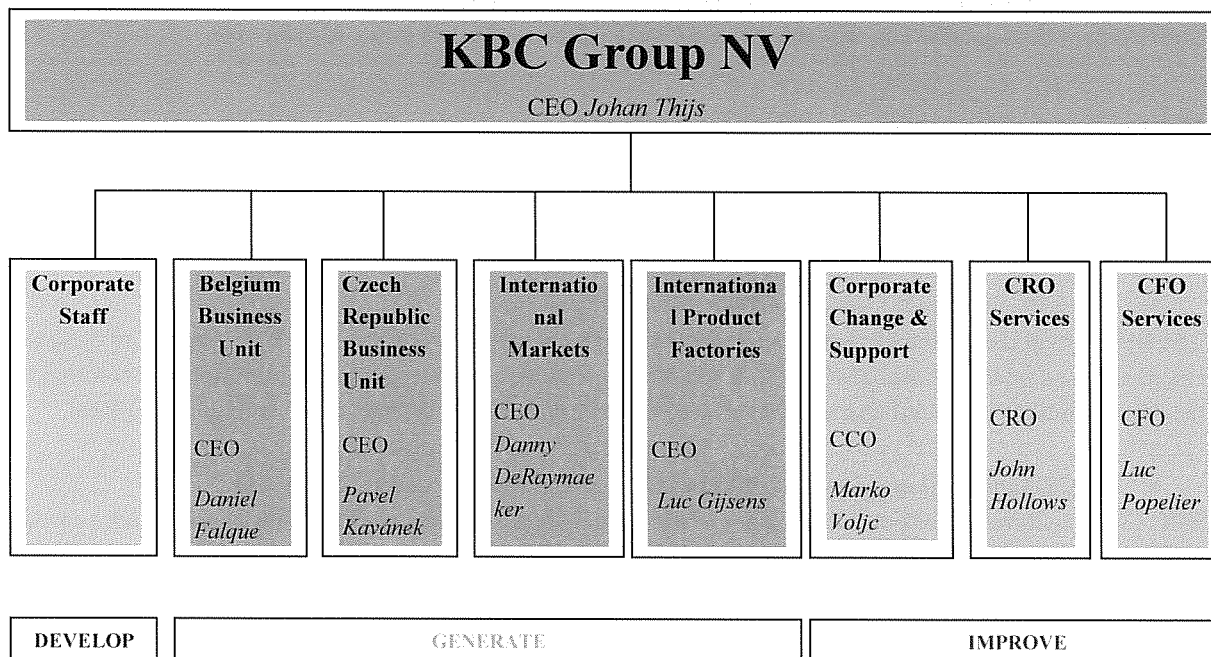 KBC Group NV
CEO Johan Thijs
Corporate
Staff
Belgium
Business
Unit
CEO
Daniel
Falque
Czech
Republic
Business
Unit
CEO
Pavel
Kavánek
Internatio
nal
Markets
CEO
Danny
DeRaymae
ker
Internationa
l Product
Factories
CEO
Luc Gijsens
Corporate
Change &
Support
CCO
Marko
Voljc
CRO
Services
CRO
John
Hollows
CFO
Services
CFO
Luc
Popelier
DEVELOP
GENERATE
IMPROVE